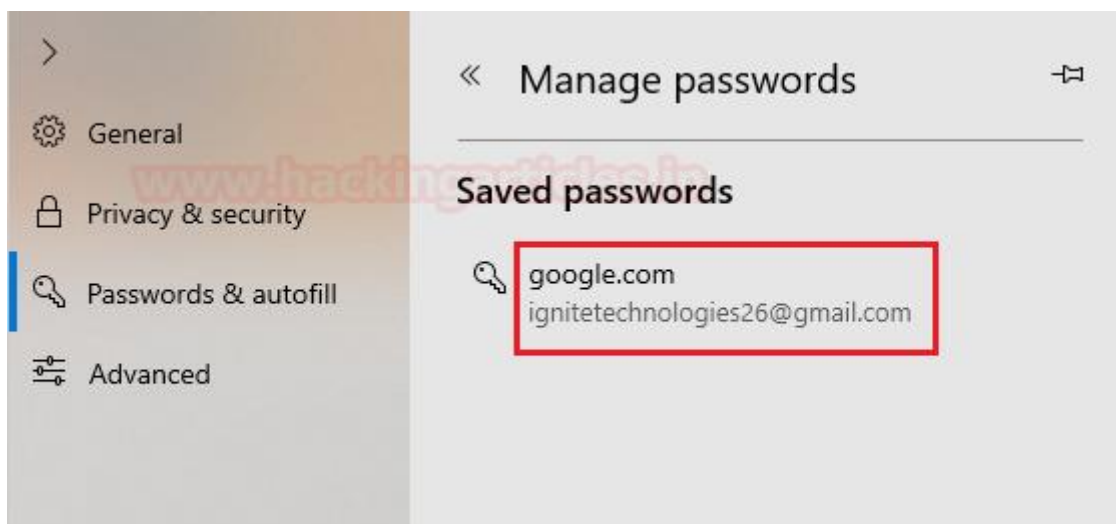 General
Privacy & security
Passwords & autofill
Advanced
Manage passwords
Saved passwords
google.com
ignitetechnologies26@gmail.com
www.hackingarticles.in